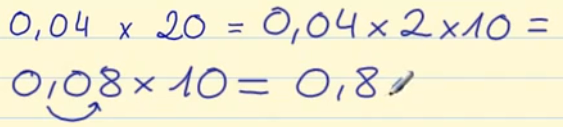 0,04 x 20 = 0,04 x 2 x 10 =
0,08 x 10 = 0,8